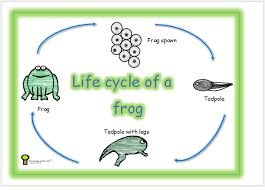 Frog spawn
Life cycle of a
frog
Tadpole
Frog
Tadpole with legs